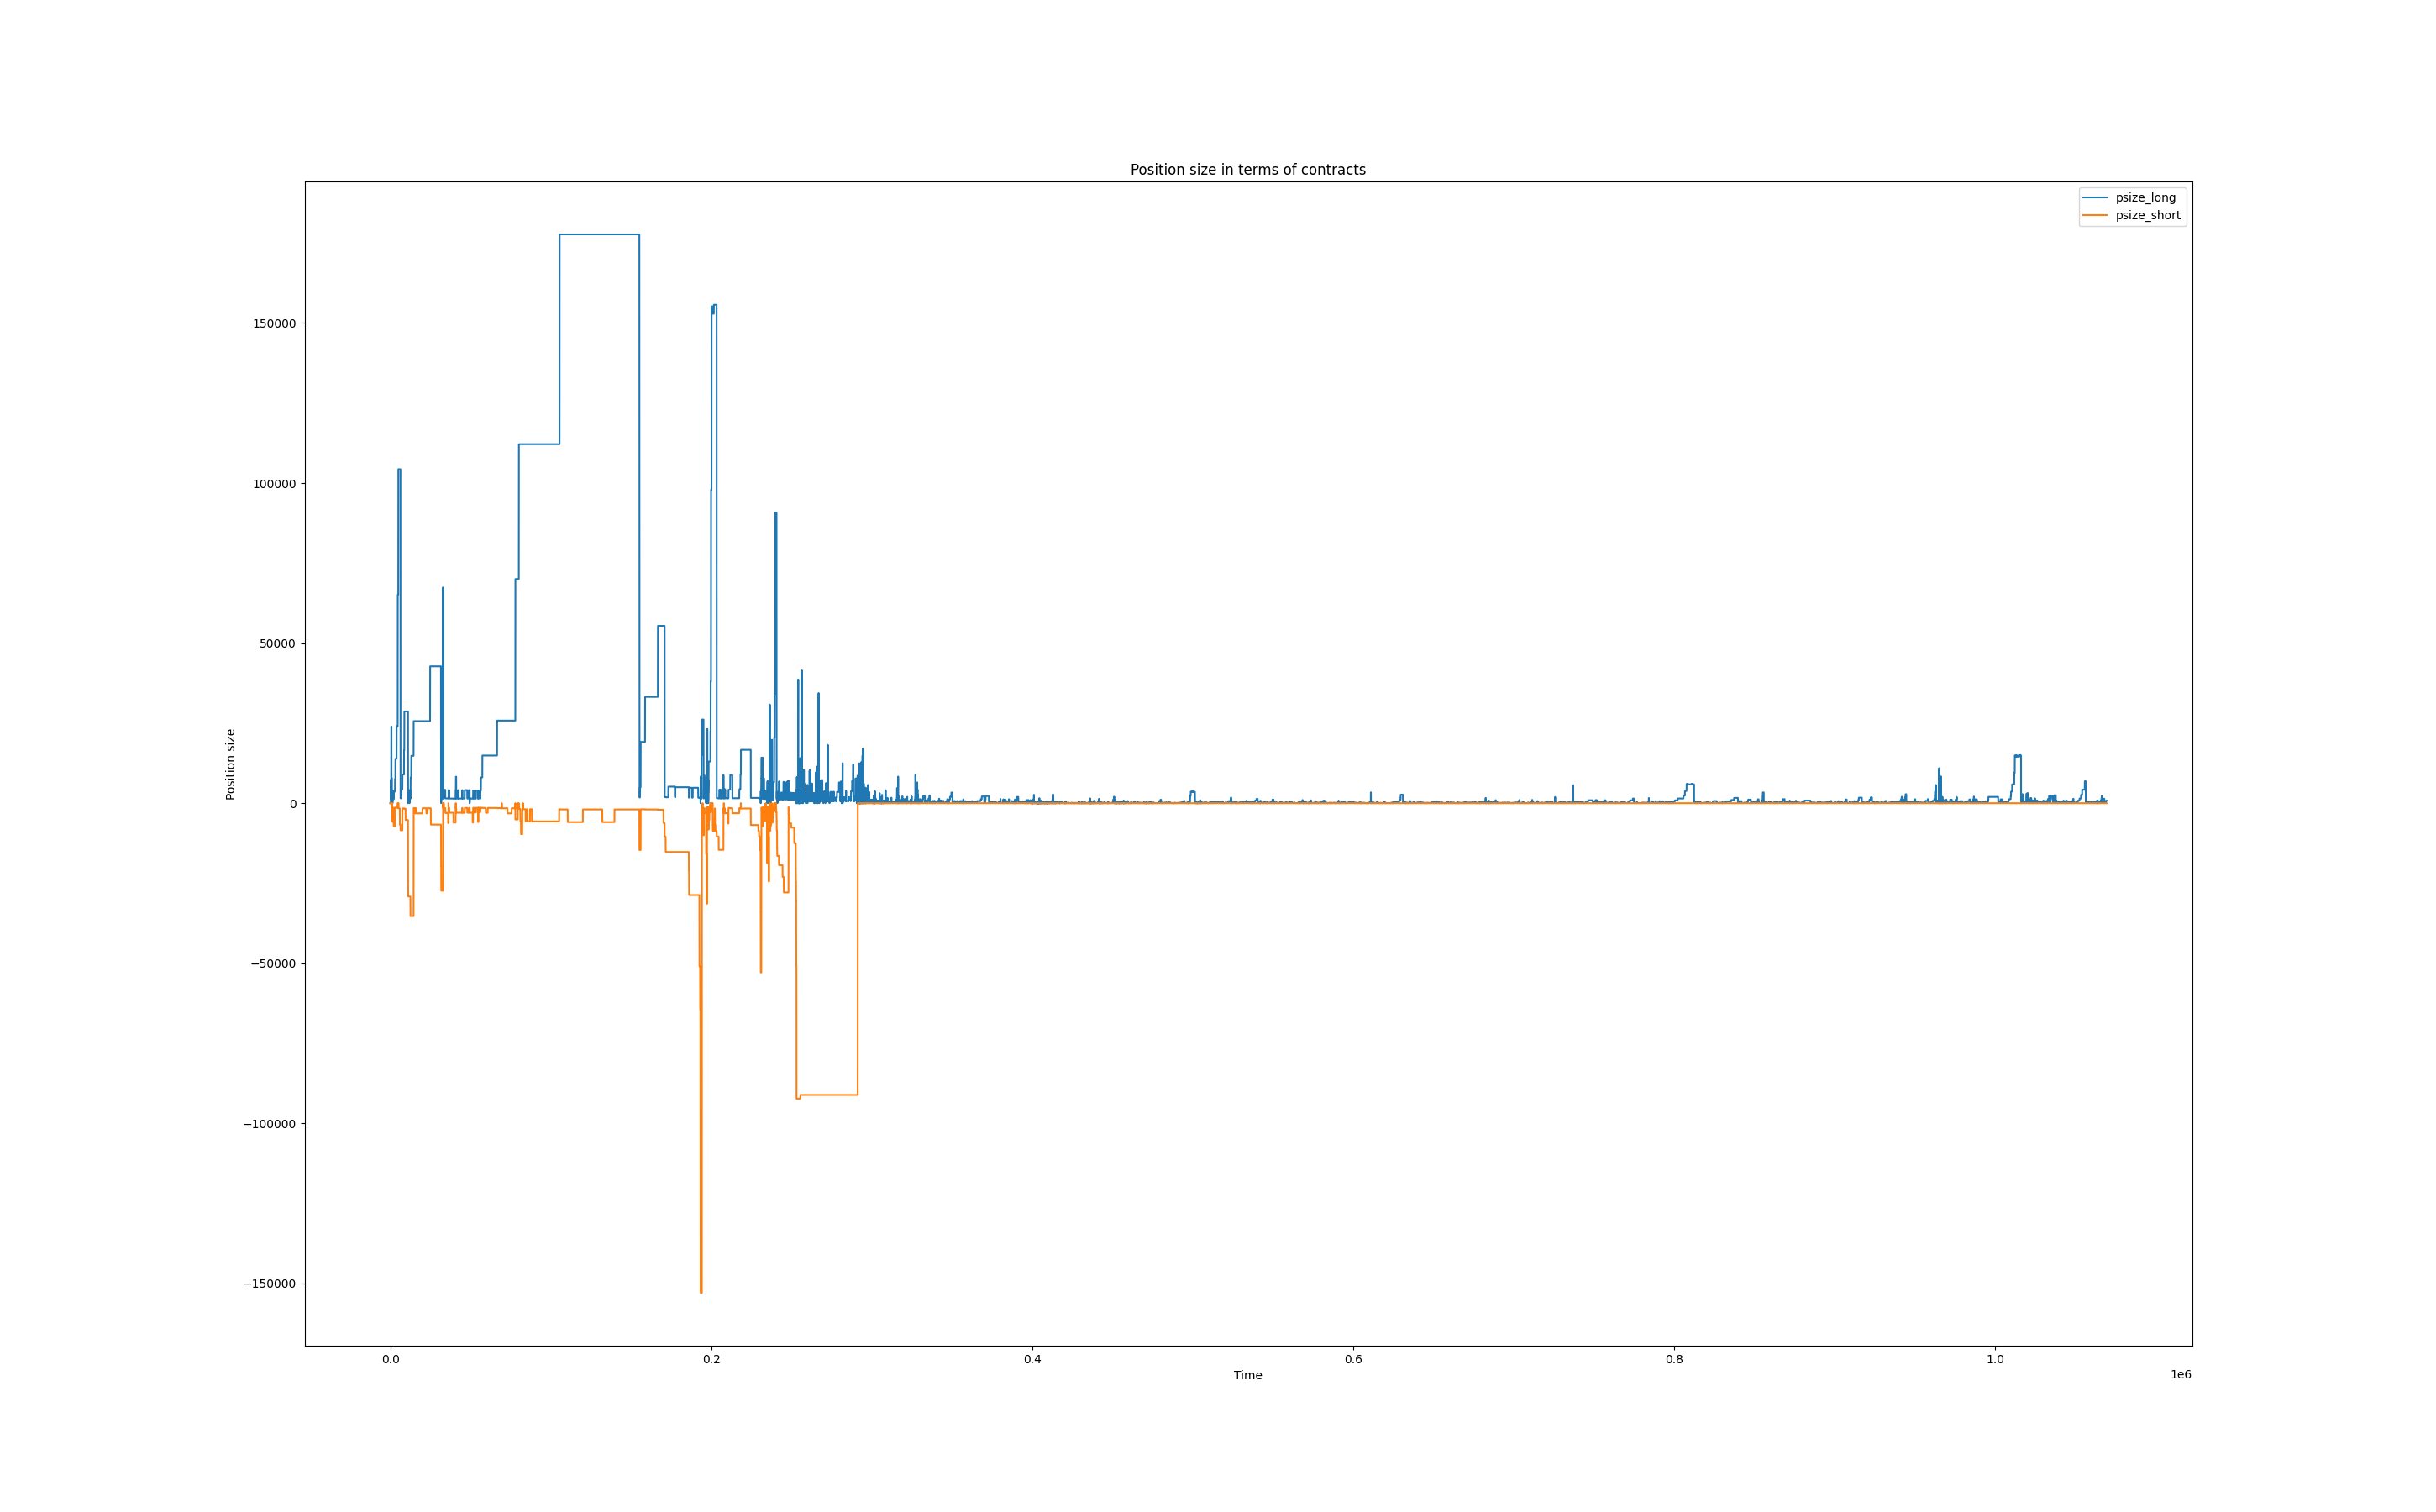 Position size in terms of contracts
psize_long
psize_short
Position size
150000
100000
50000
0
−50000
−100000
−150000
0.0
0.2
0.4
0.6
0.8
1.0
1e6
Time